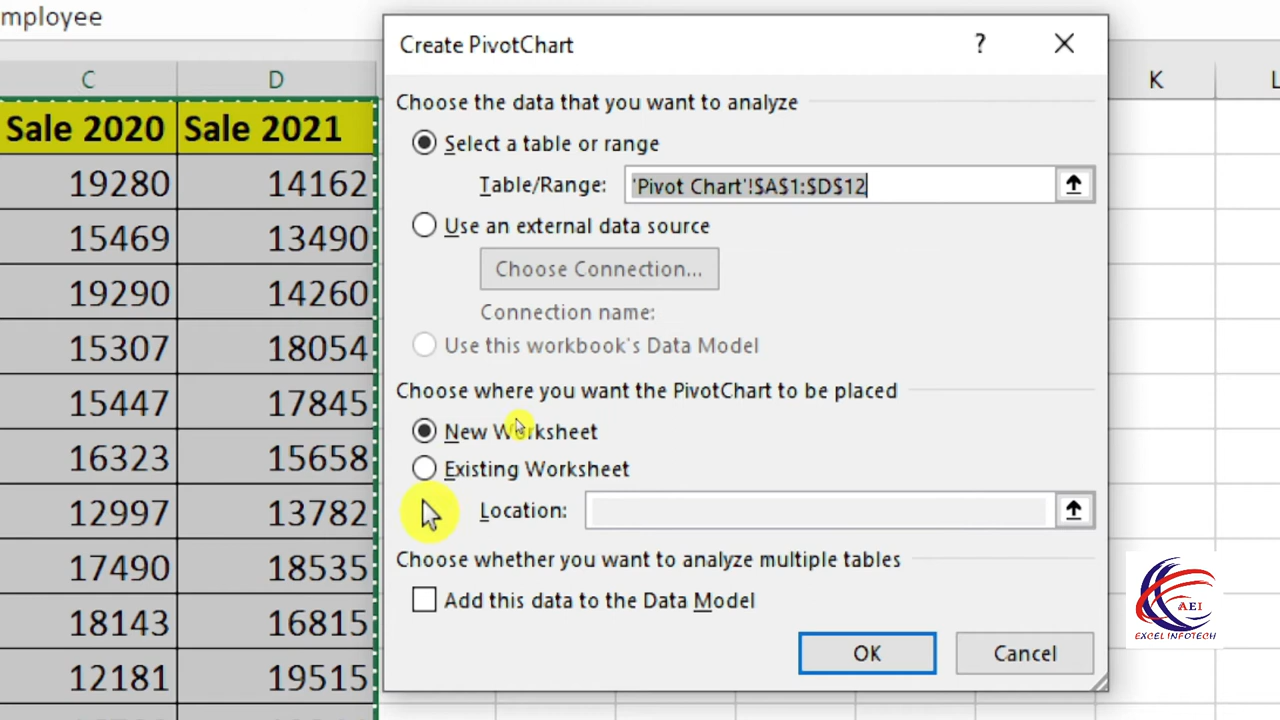 mployee
C D K L
Sale 2020 Sale 2021
19280 14162
15469 13490
19290 14260
15307 18054
15447 17845
16323 15658
12997 13782
17490 18535
18143 16815
12181 19515
Create PivotChart ?
Choose the data that you want to analyze
Select a table or range
Table/Range: 'Pivot Chart'!$A$1:$D$12
Use an external data source
Choose Connection...
Connection name:
Use this workbook's Data Model
Choose where you want the PivotChart to be placed
New Worksheet
Existing Worksheet
Location:
Choose whether you want to analyze multiple tables
Add this data to the Data Model
OK Cancel
AEI
EXCEL INFOTECH